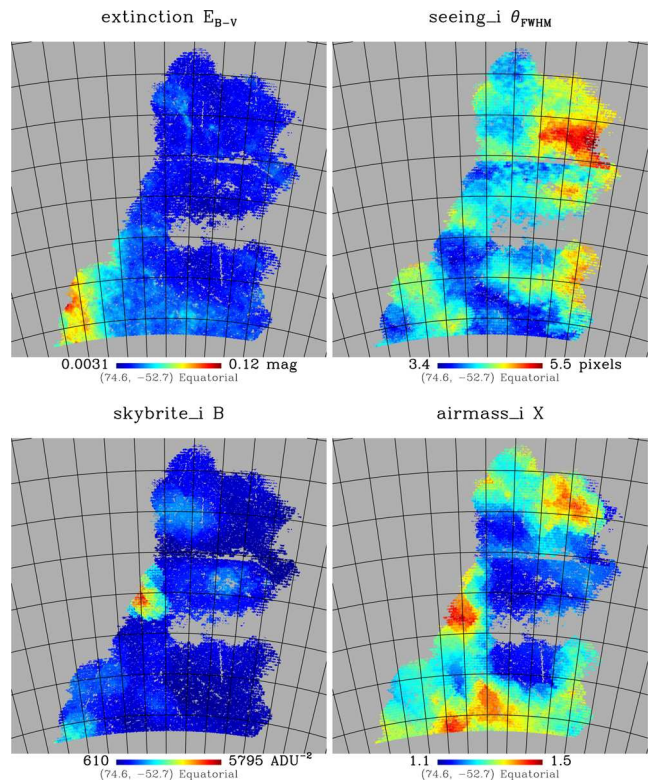 extinction E_B-V
seeing_i θ_FWHM
0.0031 0.12 mag
3.4 5.5 pixels
(74.6, -52.7) Equatorial
(74.6, -52.7) Equatorial
skybrite_i B
airmass_i X
610 5795 ADU⁻²
1.1 1.5
(74.6, -52.7) Equatorial
(74.6, -52.7) Equatorial